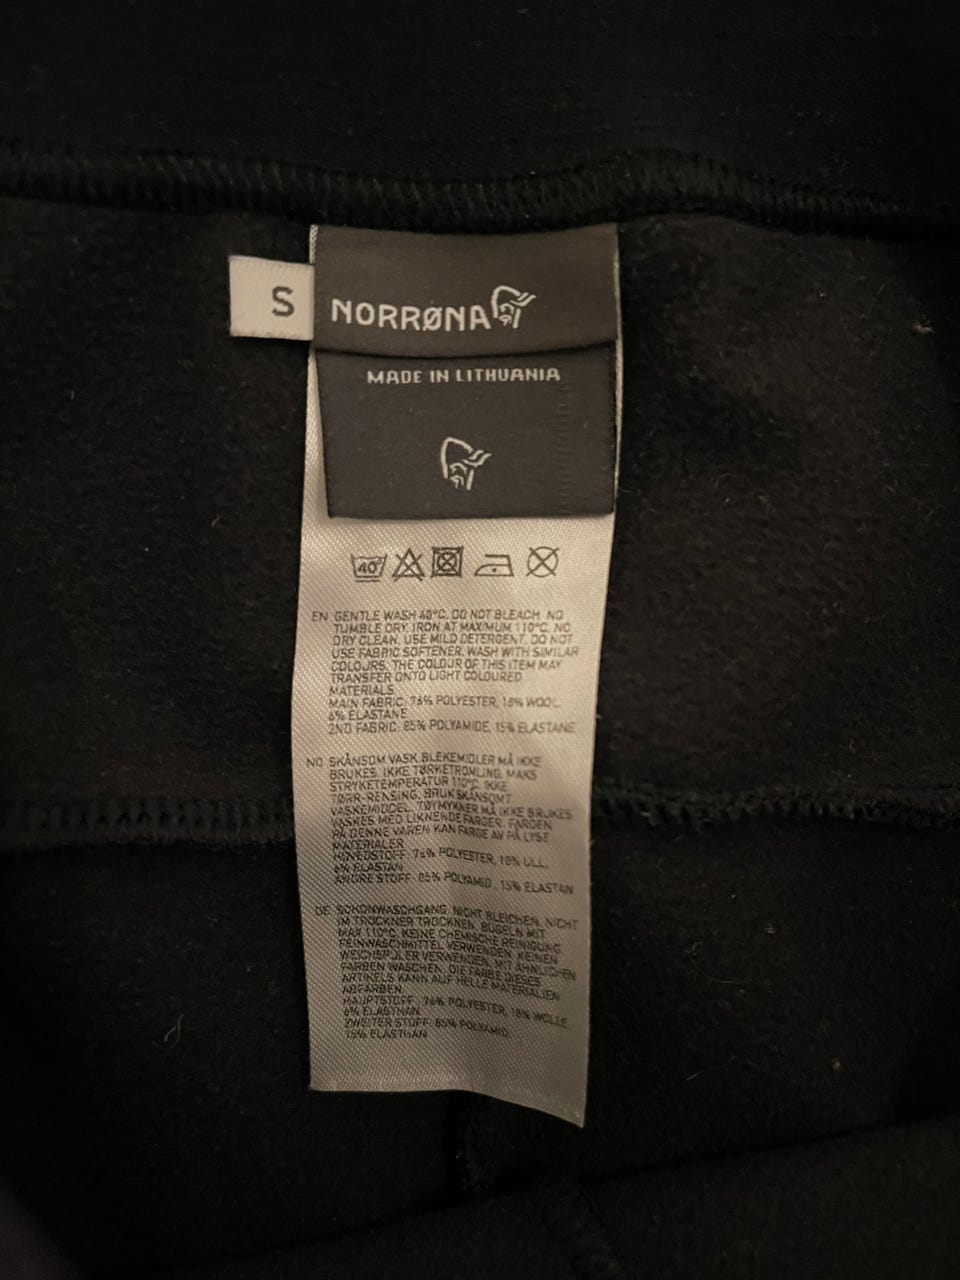 S
NORRØNA
MADE IN LITHUANIA
40°
EN GENTLE WASH 40°C. DO NOT BLEACH. NO
TUMBLE DRY. IRON AT MAXIMUM 110°C. NO
DRY CLEAN. USE MILD DETERGENT. DO NOT
USE FABRIC SOFTENER. WASH WITH SIMILAR
COLOURS. THE COLOUR OF THIS ITEM MAY
TRANSFER ONTO LIGHT COLOURED
MATERIALS.
MAIN FABRIC: 76% POLYESTER, 18% WOOL,
6% ELASTANE
2ND FABRIC: 85% POLYAMIDE, 15% ELASTANE
NO SKÅNSOM VASK. BLEKEMIDLER MÅ IKKE
BRUKES. IKKE TØRKETROMLING. MAKS
STRYKETEMPERATUR 110°C. IKKE
TØRR-RENSING. BRUK SKÅNSOMT
VASKEMIDDEL. TØYMYKNER MÅ IKKE BRUKES.
VASKES MED LIKNENDE FARGER. FARGEN
PÅ DENNE VAREN KAN FARGE AV PÅ LYSE
MATERIALER
HOVEDSTOFF: 76% POLYESTER, 18% ULL,
6% ELASTAN
ANDRE STOFF: 85% POLYAMID, 15% ELASTAN
DE SCHONWASCHGANG. NICHT BLEICHEN. NICHT
IM TROCKNER TROCKNEN. BÜGELN MIT
MAX 110°C. KEINE CHEMISCHE REINIGUNG
FEINWASCHMITTEL VERWENDEN. KEINEN
WEICHSPÜLER VERWENDEN. MIT ÄHNLICHEN
FARBEN WASCHEN. DIE FARBE DIESES
ARTIKELS KANN AUF HELLE MATERIALIEN
ABFÄRBEN.
HAUPTSTOFF: 76% POLYESTER, 18% WOLLE,
6% ELASTHAN
ZWEITER STOFF: 85% POLYAMID,
15% ELASTHAN